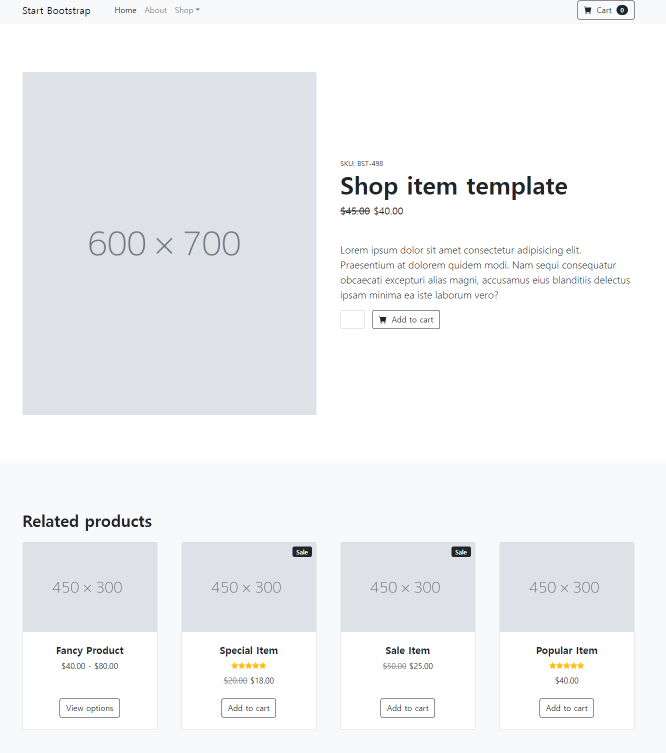 Start Bootstrap Home About Shop Cart 0
600 × 700
SKU: BST-498
Shop item template
$45.00 $40.00
Lorem ipsum dolor sit amet consectetur adipisicing elit.
Praesentium at dolorem quidem modi. Nam sequi consequatur
obcaecati excepturi alias magni, accusamus eius blanditiis delectus
ipsam minima ea iste laborum vero?
Add to cart
Related products
450 × 300
Fancy Product
$40.00 - $80.00
View options
Sale
450 × 300
Special Item
$20.00 $18.00
Add to cart
Sale
450 × 300
Sale Item
$50.00 $25.00
Add to cart
450 × 300
Popular Item
$40.00
Add to cart